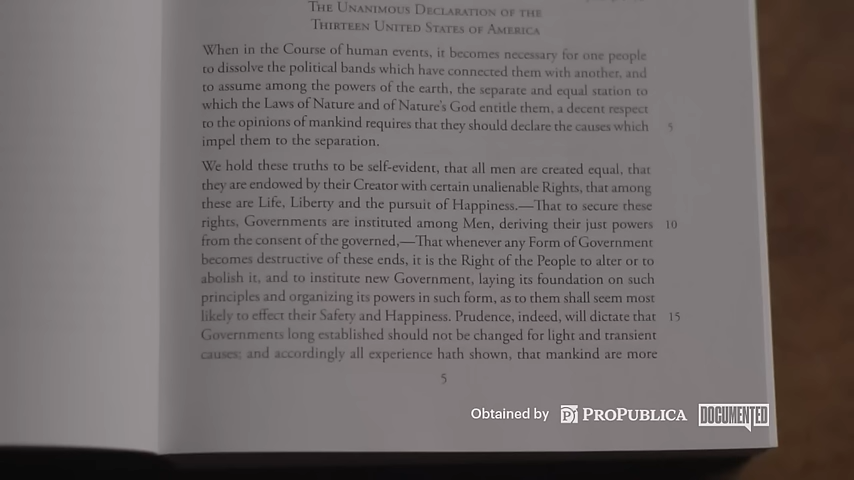 THE UNANIMOUS DECLARATION OF THE
THIRTEEN UNITED STATES OF AMERICA
When in the Course of human events, it becomes necessary for one people
to dissolve the political bands which have connected them with another, and
to assume among the powers of the earth, the separate and equal station to
which the Laws of Nature and of Nature's God entitle them, a decent respect
to the opinions of mankind requires that they should declare the causes which 5
impel them to the separation.
We hold these truths to be self-evident, that all men are created equal, that
they are endowed by their Creator with certain unalienable Rights, that among
these are Life, Liberty and the pursuit of Happiness.—That to secure these
rights, Governments are instituted among Men, deriving their just powers 10
from the consent of the governed,—That whenever any Form of Government
becomes destructive of these ends, it is the Right of the People to alter or to
abolish it, and to institute new Government, laying its foundation on such
principles and organizing its powers in such form, as to them shall seem most
likely to effect their Safety and Happiness. Prudence, indeed, will dictate that 15
Governments long established should not be changed for light and transient
causes; and accordingly all experience hath shown, that mankind are more
5
Obtained by PROPUBLICA DOCUMENTED